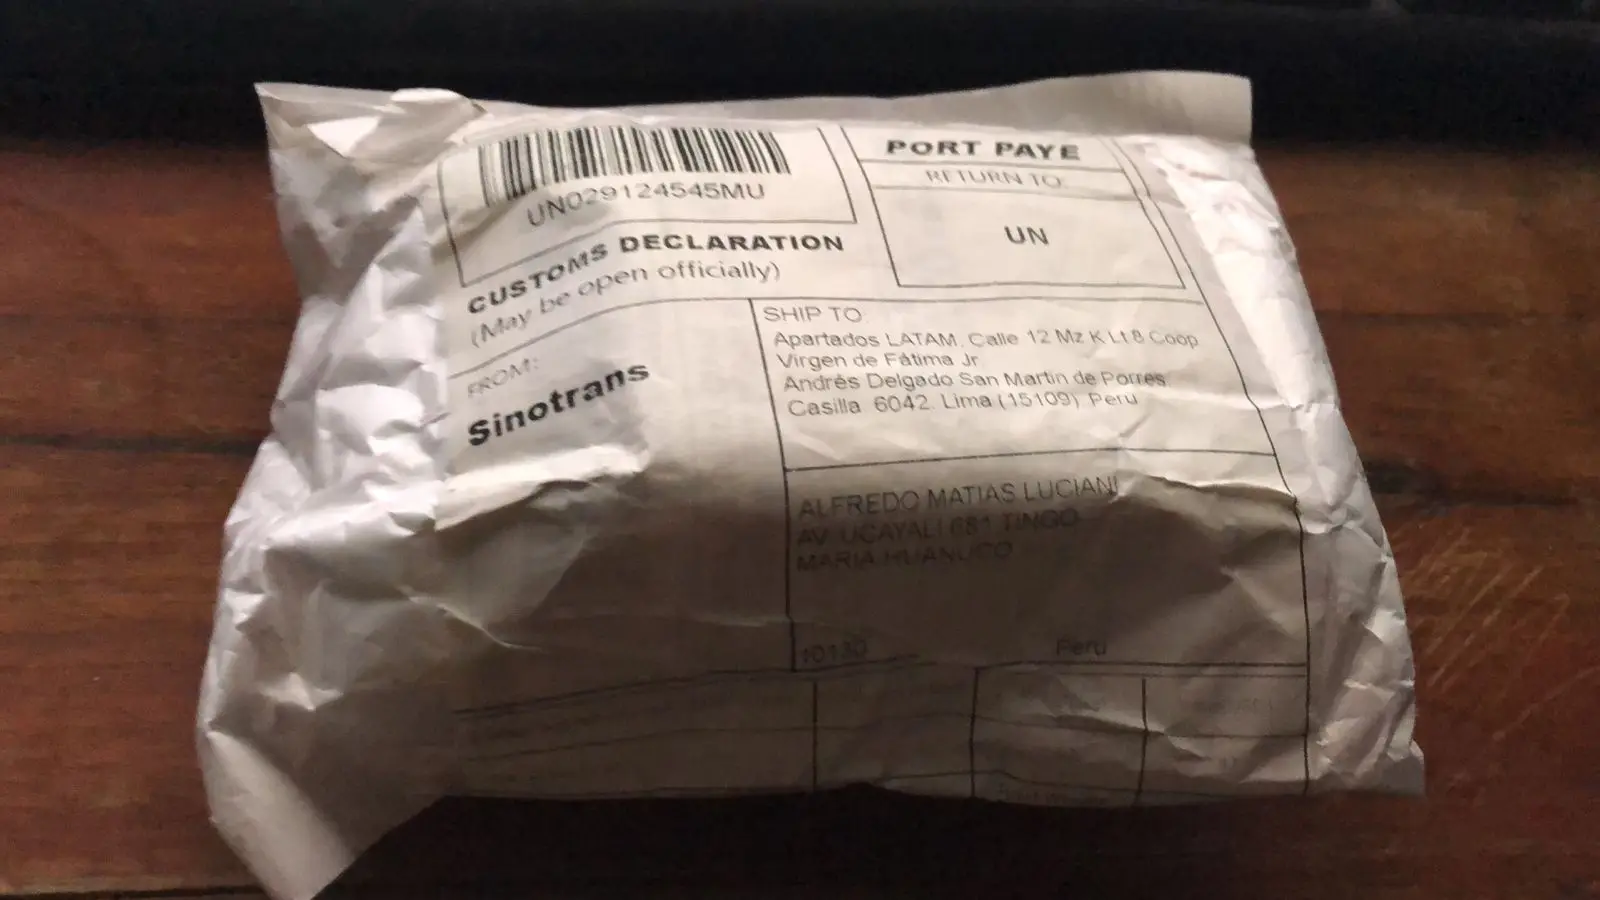 UN029124545MU
PORT PAYE
RETURN TO:
UN
CUSTOMS DECLARATION
(May be open officially)
FROM:
Sinotrans
SHIP TO:
Apartados LATAM. Calle 12 Mz K Lt 8 Coop
Virgen de Fátima Jr
Andrés Delgado San Martin de Porres
Casilla 6042. Lima (15109) Peru
ALFREDO MATIAS LUCIANI
AV. UCAYALI 681 TINGO
MARIA HUANUCO
10130 Peru